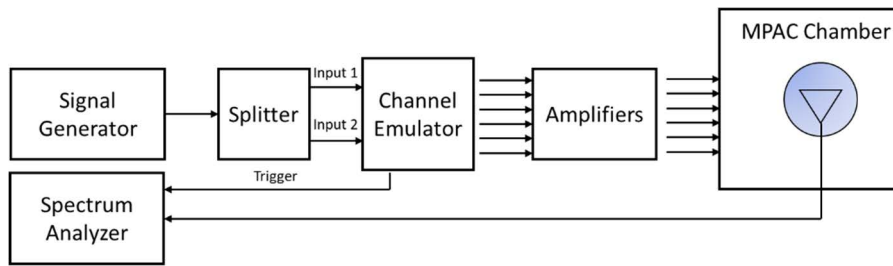 MPAC Chamber
Signal
Generator
Splitter
Input 1
Input 2
Channel
Emulator
Amplifiers
Trigger
Spectrum
Analyzer